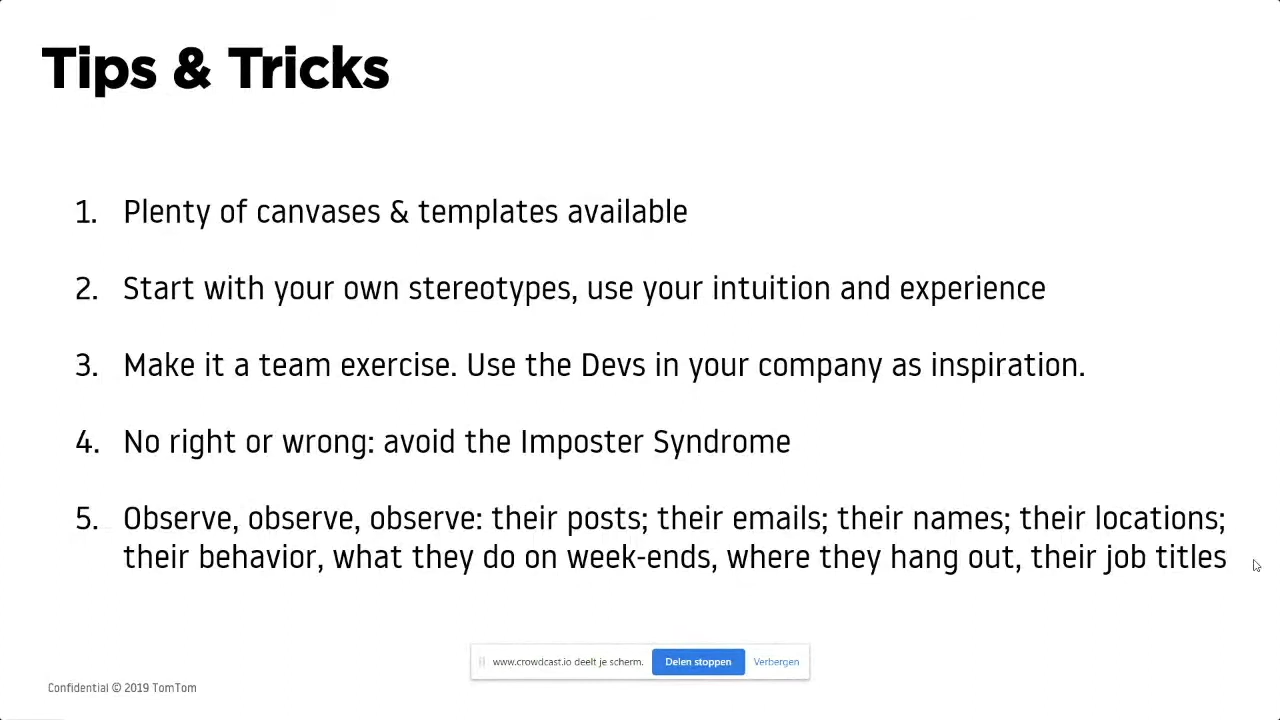 Tips & Tricks
1. Plenty of canvases & templates available
2. Start with your own stereotypes, use your intuition and experience
3. Make it a team exercise. Use the Devs in your company as inspiration.
4. No right or wrong: avoid the Imposter Syndrome
5. Observe, observe, observe: their posts; their emails; their names; their locations;
their behavior, what they do on week-ends, where they hang out, their job titles
www.crowdcast.io deelt je scherm. Delen stoppen Verbergen
Confidential © 2019 TomTom